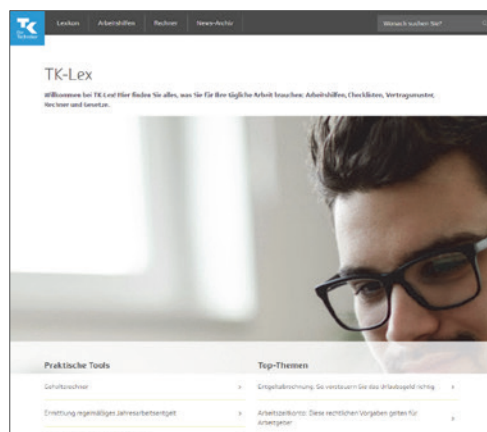 TK
Die
Techniker
Lexikon
Arbeitshilfen
Rechner
News-Archiv
Wonach suchen Sie?
TK-Lex
Willkommen bei TK-Lex! Hier finden Sie alles, was Sie für Ihre tägliche Arbeit brauchen: Arbeitshilfen, Checklisten, Vertragsmuster,
Rechner und Gesetze.
Praktische Tools
Gehaltsrechner
Ermittlung regelmäßiges Jahresarbeitsentgelt
Top-Themen
Entgeltabrechnung: So versteuern Sie das Urlaubsgeld richtig
Arbeitszeitkonto: Diese rechtlichen Vorgaben gelten für
Arbeitgeber